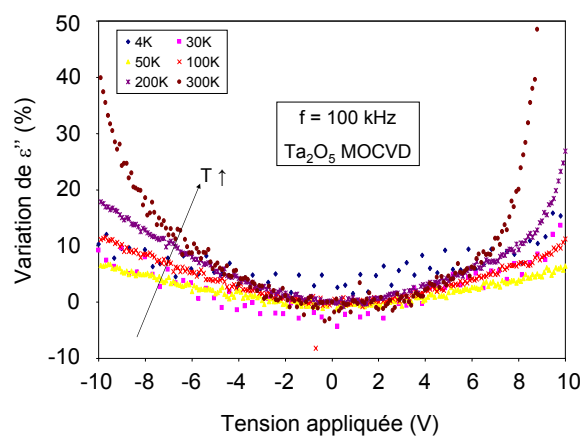 50
40
30
20
10
0
-10
Variation de ε’’ (%)
4K 30K
50K 100K
200K 300K
f = 100 kHz
Ta₂O₅ MOCVD
T ↑
-10 -8 -6 -4 -2 0 2 4 6 8 10
Tension appliquée (V)